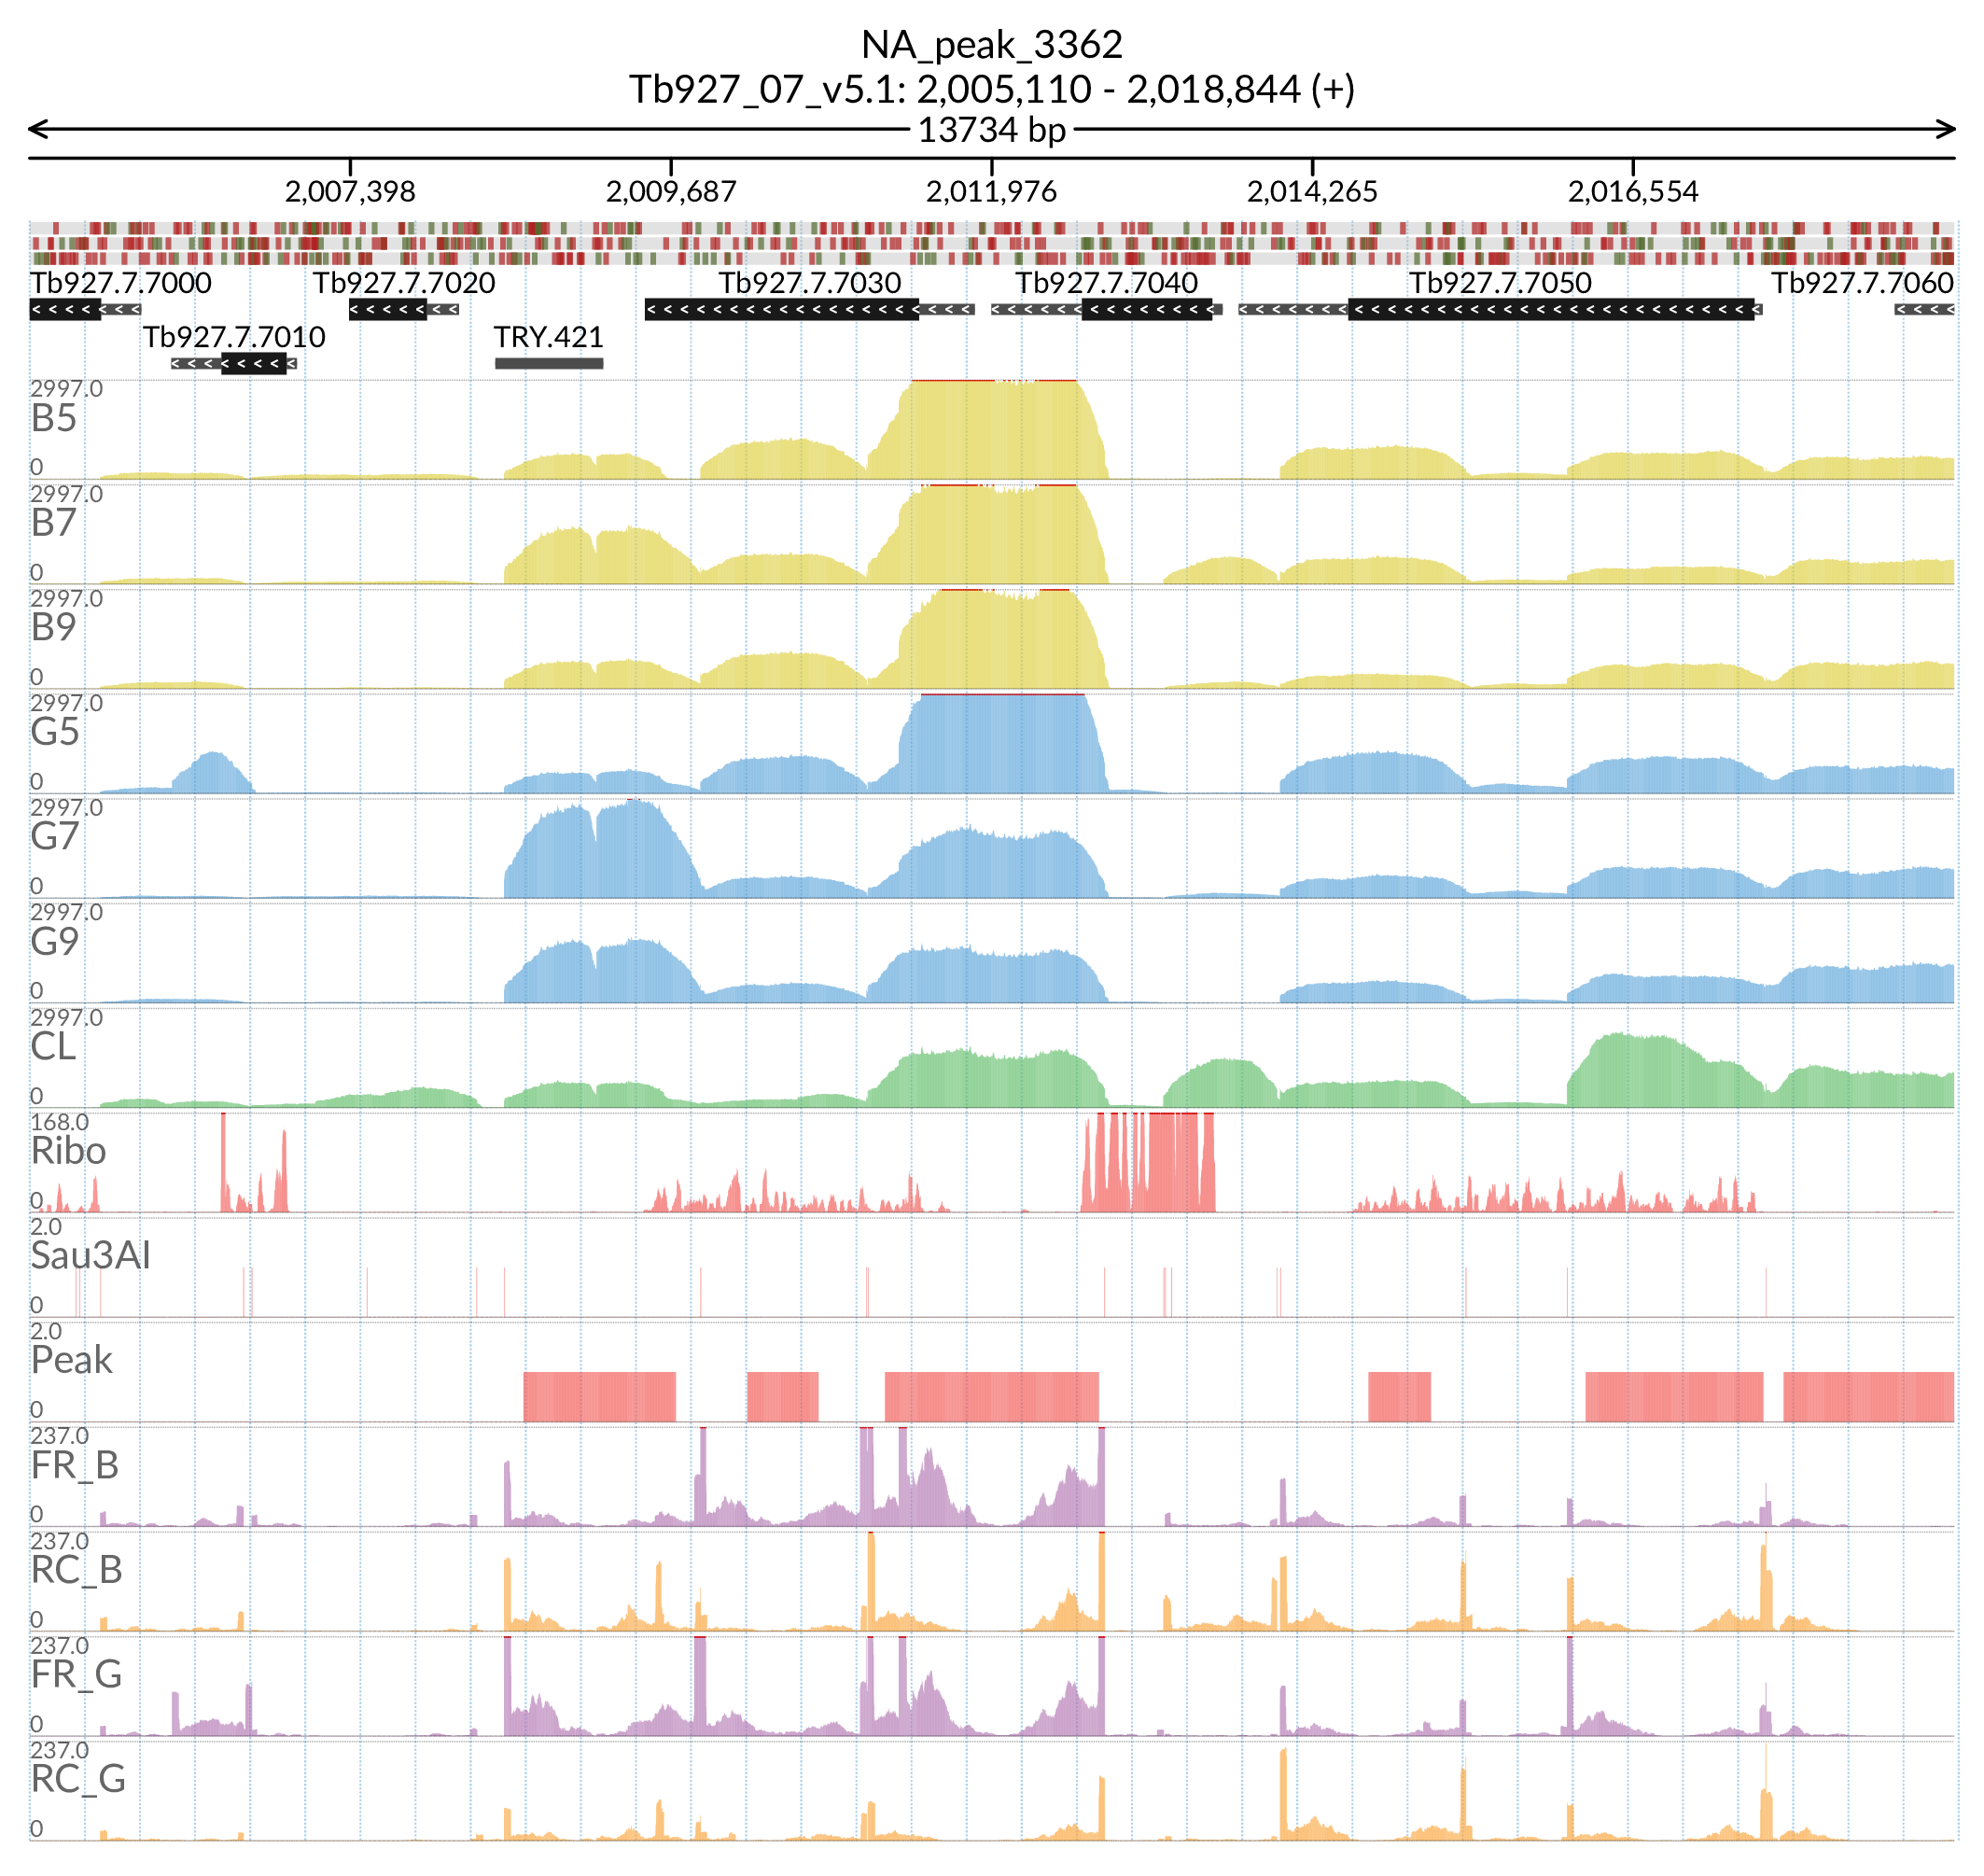 NA_peak_3362
Tb927_07_v5.1: 2,005,110 - 2,018,844 (+)
13734 bp
2,007,398 2,009,687 2,011,976 2,014,265 2,016,554
Tb927.7.7000 Tb927.7.7020 Tb927.7.7030 Tb927.7.7040 Tb927.7.7050 Tb927.7.7060
Tb927.7.7010 TRY.421
2997.0
B5
0
2997.0
B7
0
2997.0
B9
0
2997.0
G5
0
2997.0
G7
0
2997.0
G9
0
2997.0
CL
0
168.0
Ribo
0
2.0
Sau3AI
0
2.0
Peak
0
237.0
FR_B
0
237.0
RC_B
0
237.0
FR_G
0
237.0
RC_G
0